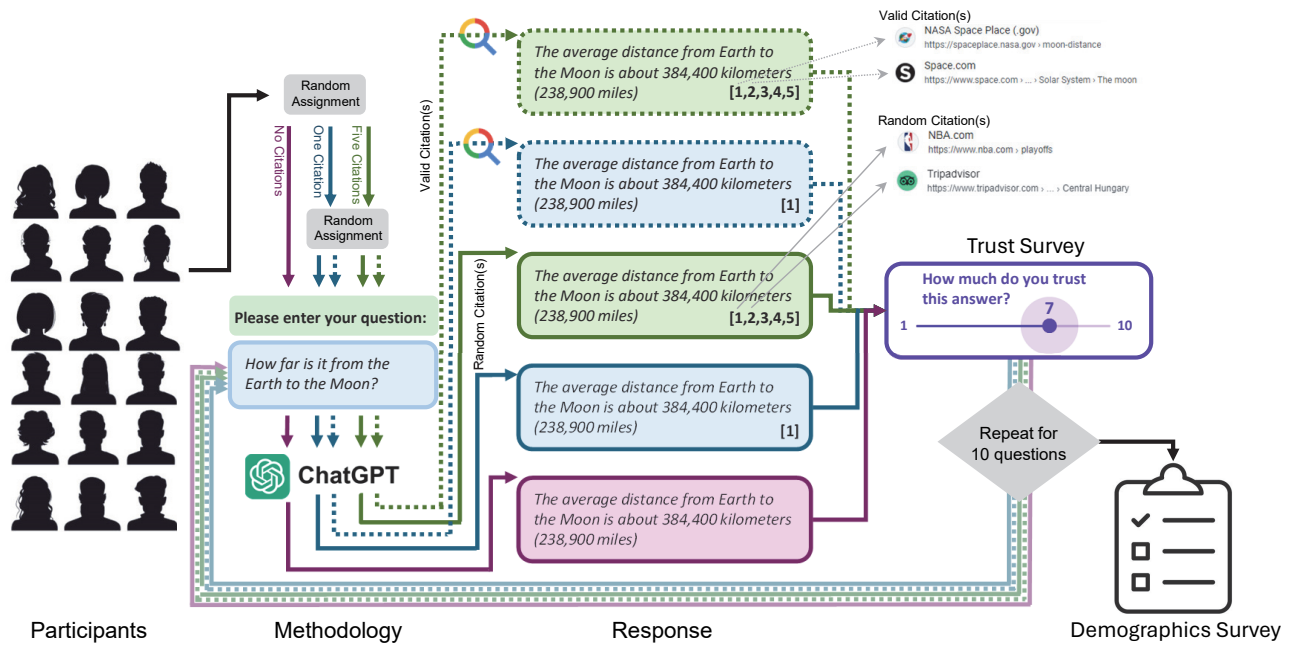 Random
Assignment
No Citations
One Citation
Five Citations
Random
Assignment
Please enter your question:
How far is it from the
Earth to the Moon?
ChatGPT
Valid Citation(s)
Random Citation(s)
The average distance from Earth to
the Moon is about 384,400 kilometers
(238,900 miles)
[1,2,3,4,5]
The average distance from Earth to
the Moon is about 384,400 kilometers
(238,900 miles)
[1]
The average distance from Earth to
the Moon is about 384,400 kilometers
(238,900 miles)
[1,2,3,4,5]
The average distance from Earth to
the Moon is about 384,400 kilometers
(238,900 miles)
[1]
The average distance from Earth to
the Moon is about 384,400 kilometers
(238,900 miles)
Valid Citation(s)
NASA Space Place (.gov)
https://spaceplace.nasa.gov › moon-distance
S
Space.com
https://www.space.com › ... › Solar System › The moon
Random Citation(s)
NBA.com
https://www.nba.com › playoffs
Tripadvisor
https://www.tripadvisor.com › ... › Central Hungary
Trust Survey
How much do you trust
this answer?
7
1
10
Repeat for
10 questions
Participants
Methodology
Response
Demographics Survey